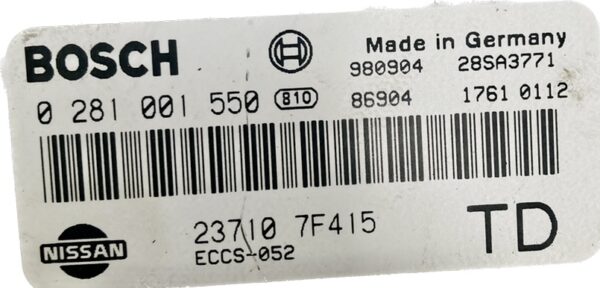 BOSCH Made in Germany
980904 28SA3771
0 281 001 550 810 86904 1761 0112
23710 7F415 TD
NISSAN ECCS-052